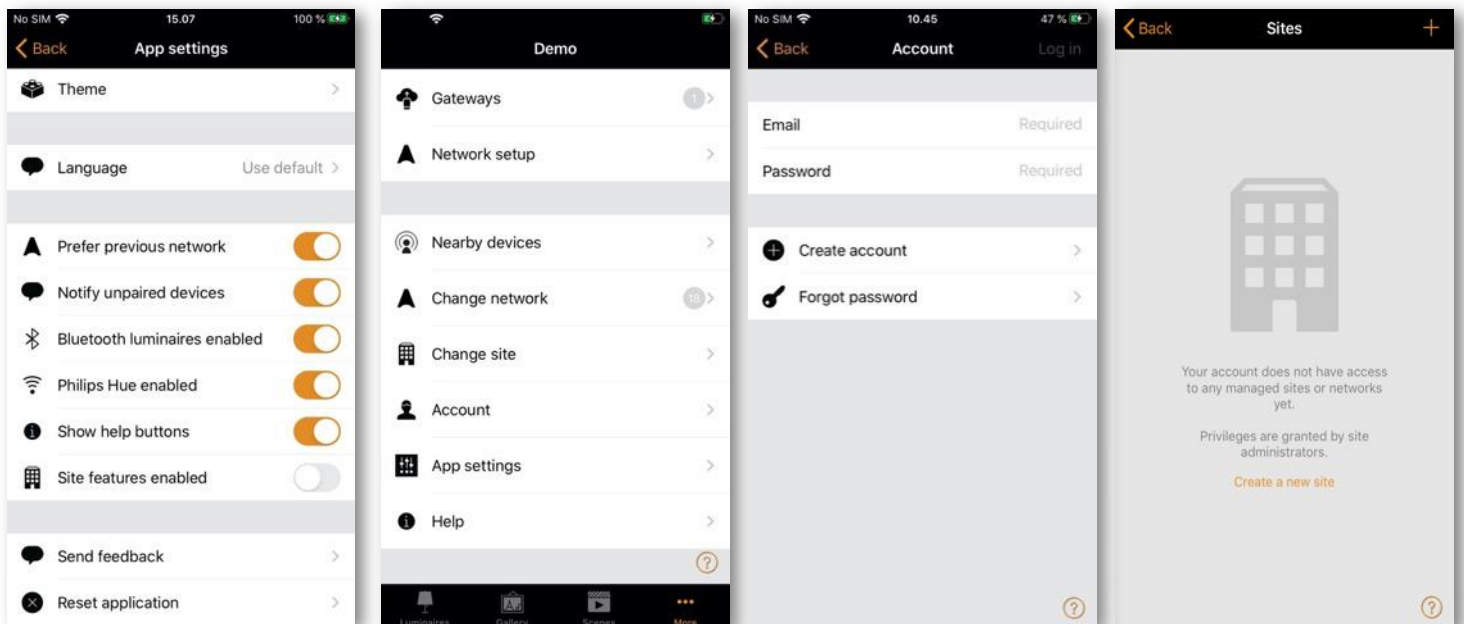 No SIM 15.07 100 %
Back App settings
Theme
Language Use default
Prefer previous network
Notify unpaired devices
Bluetooth luminaires enabled
Philips Hue enabled
Show help buttons
Site features enabled
Send feedback
Reset application
Demo
Gateways 1
Network setup
Nearby devices
Change network 18
Change site
Account
App settings
Help
?
Luminaires Gallery Scenes More
No SIM 10.45 47 %
Back Account Log in
Email Required
Password Required
Create account
Forgot password
?
Back Sites +
Your account does not have access
to any managed sites or networks
yet.
Privileges are granted by site
administrators.
Create a new site
?